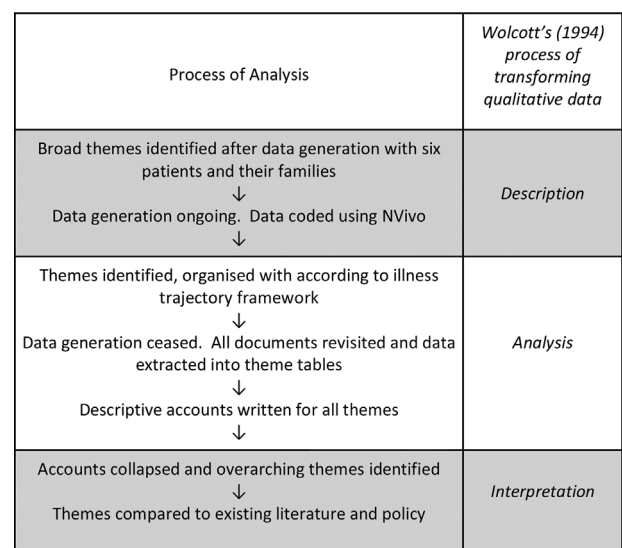 Process of Analysis
Wolcott's (1994)
process of
transforming
qualitative data
Broad themes identified after data generation with six
patients and their families
↓
Data generation ongoing.  Data coded using NVivo
↓
Description
Themes identified, organised with according to illness
trajectory framework
↓
Data generation ceased.  All documents revisited and data
extracted into theme tables
↓
Descriptive accounts written for all themes
↓
Analysis
Accounts collapsed and overarching themes identified
↓
Themes compared to existing literature and policy
Interpretation